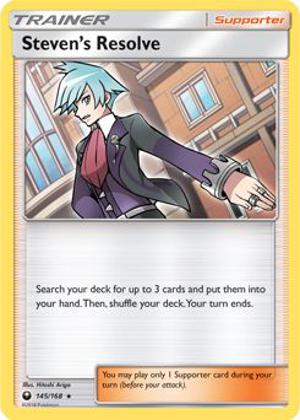 TRAINER
Supporter
Steven's Resolve
Search your deck for up to 3 cards and put them into
your hand. Then, shuffle your deck. Your turn ends.
Illus. Hitoshi Ariga
145/168 ★
©2018 Pokémon
You may play only 1 Supporter card during your
turn (before your attack).